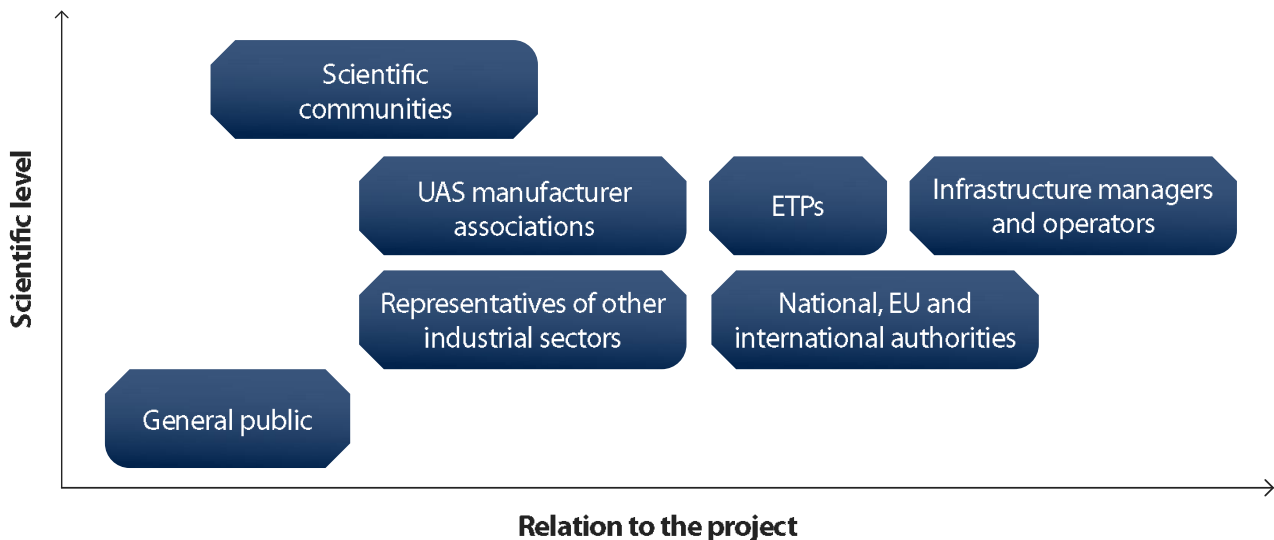 Scientific level
Scientific
communities
UAS manufacturer
associations
ETPs
Infrastructure managers
and operators
Representatives of other
industrial sectors
National, EU and
international authorities
General public
Relation to the project